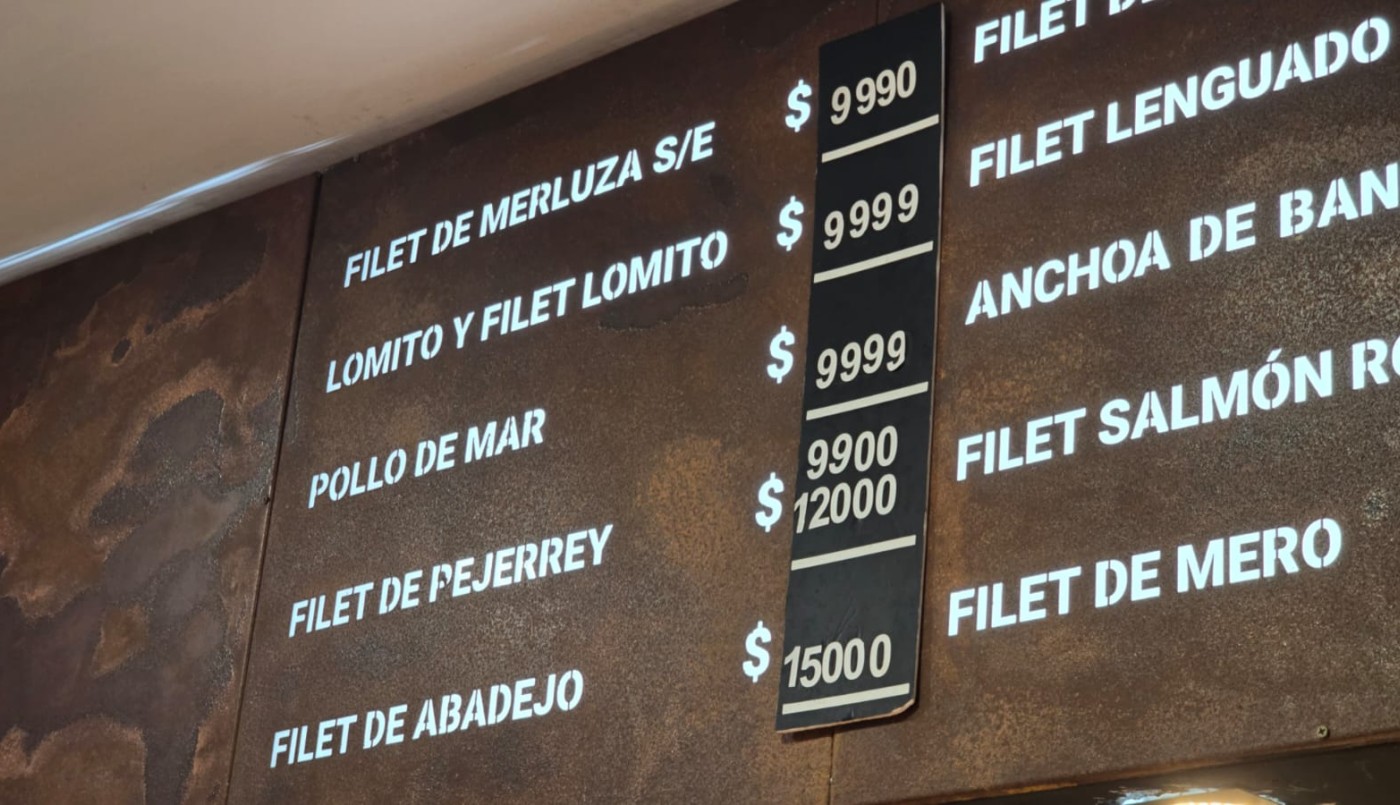 FILET DE MERLUZA S/E $ 9990
LOMITO Y FILET LOMITO $ 9999
POLLO DE MAR $ 9999
9900
FILET DE PEJERREY $ 12000
FILET DE ABADEJO $ 15000
FILET
FILET LENGUADO
ANCHOA DE
FILET SALMÓN
FILET DE MERO